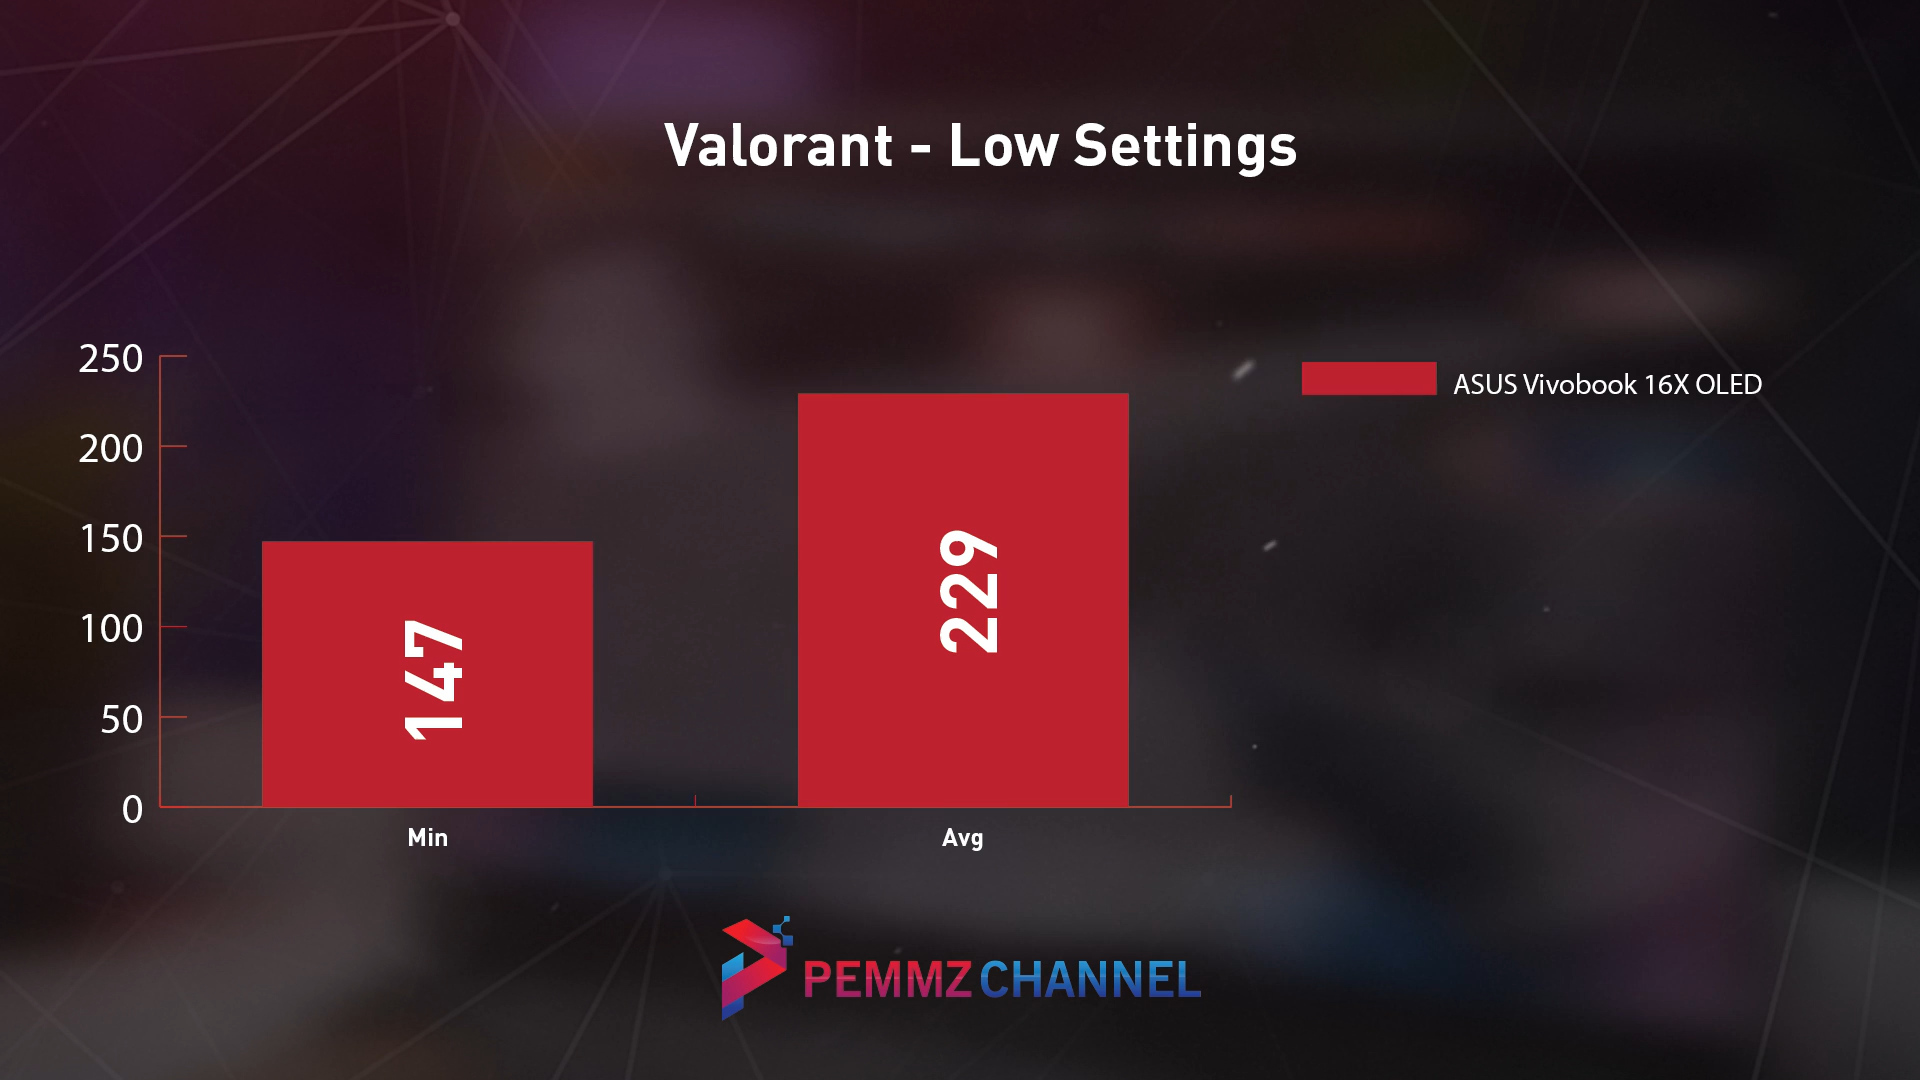 Valorant - Low Settings
250
200
150
100
50
0
147
229
Min
Avg
ASUS Vivobook 16X OLED
PEMMZ CHANNEL